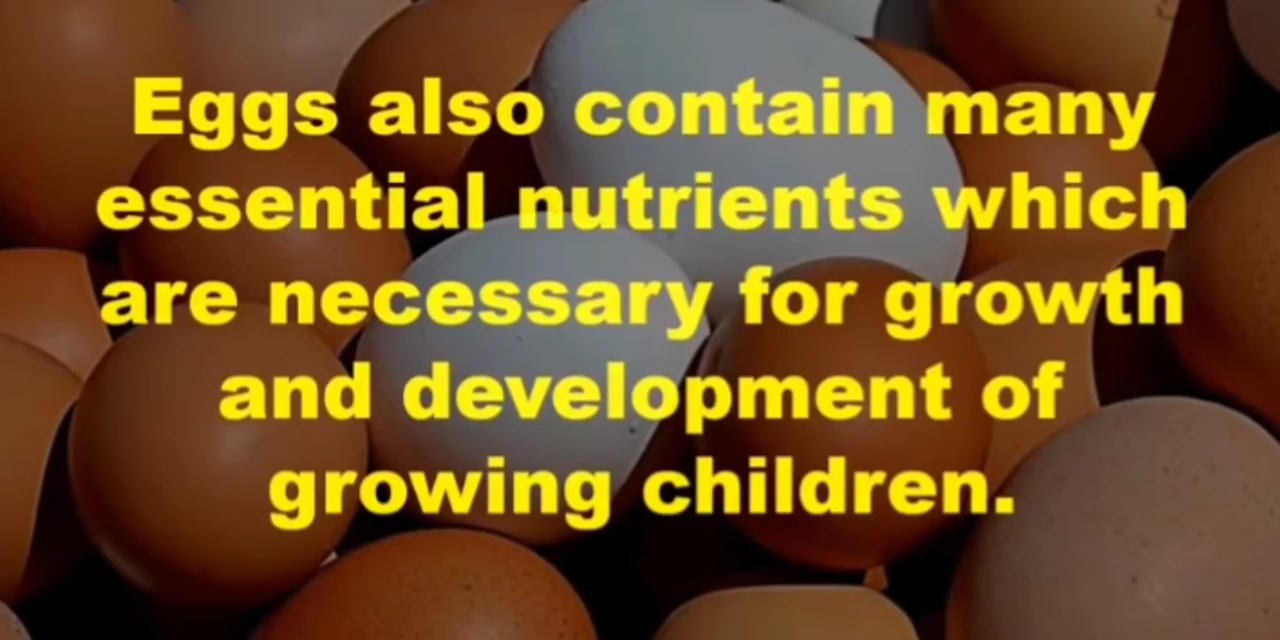 Eggs also contain many
essential nutrients which
are necessary for growth
and development of
growing children.